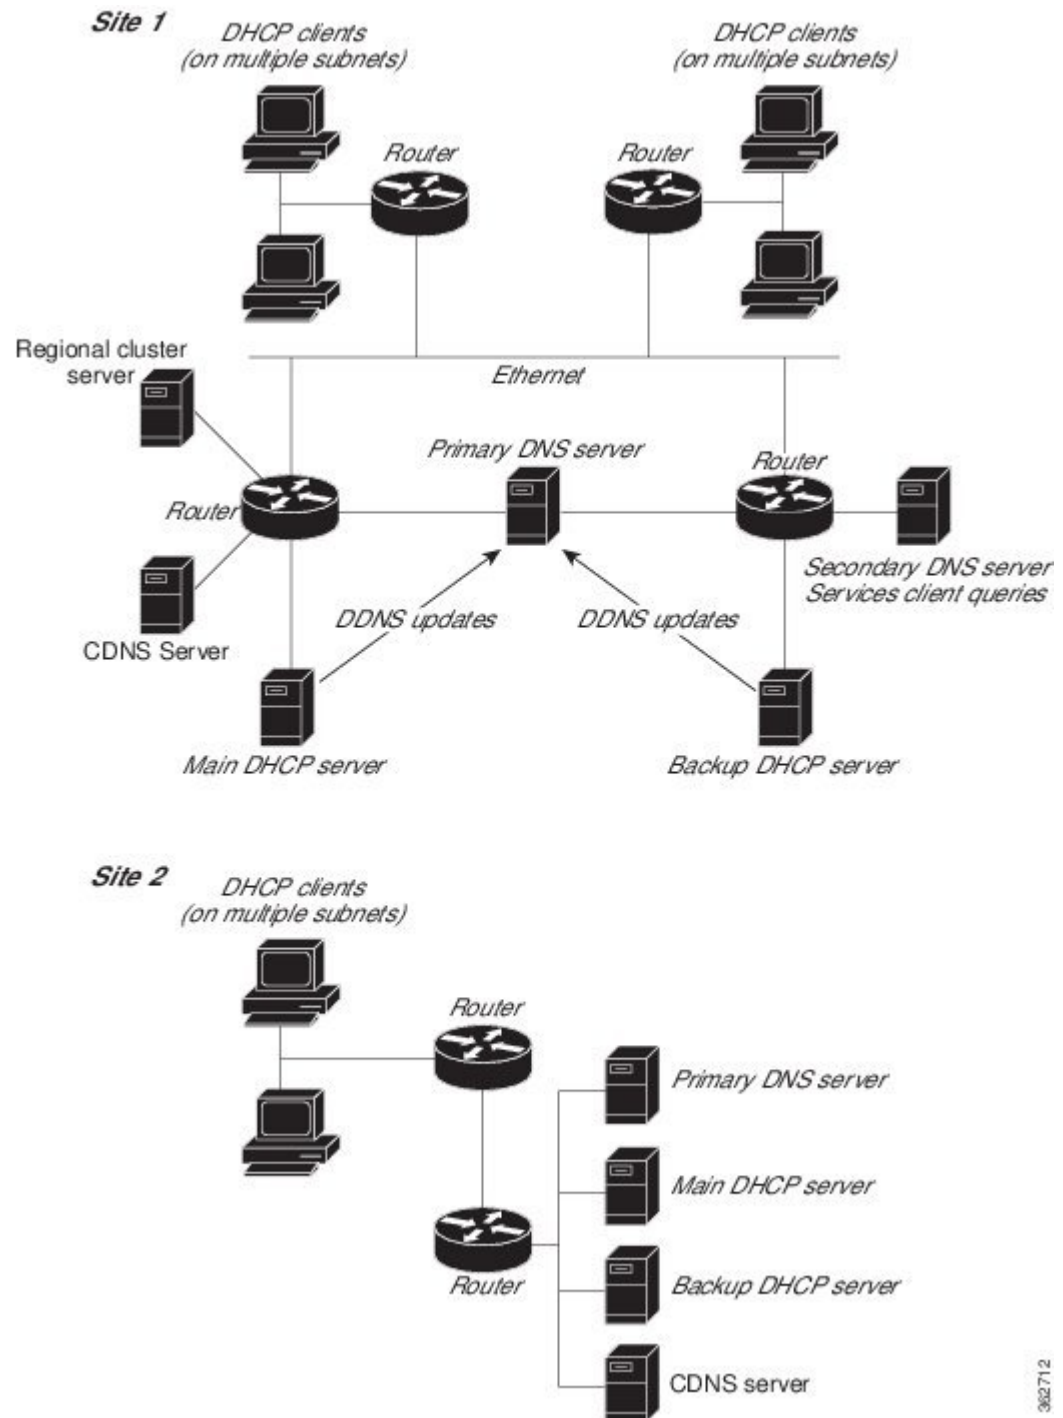 Site 1
DHCP clients
(on multiple subnets)
DHCP clients
(on multiple subnets)
Router
Router
Regional cluster
server
Ethernet
Primary DNS server
Router
Router
Secondary DNS server
Services client queries
DDNS updates
DDNS updates
CDNS Server
Main DHCP server
Backup DHCP server
Site 2
DHCP clients
(on multiple subnets)
Router
Primary DNS server
Main DHCP server
Router
Backup DHCP server
CDNS server
362712